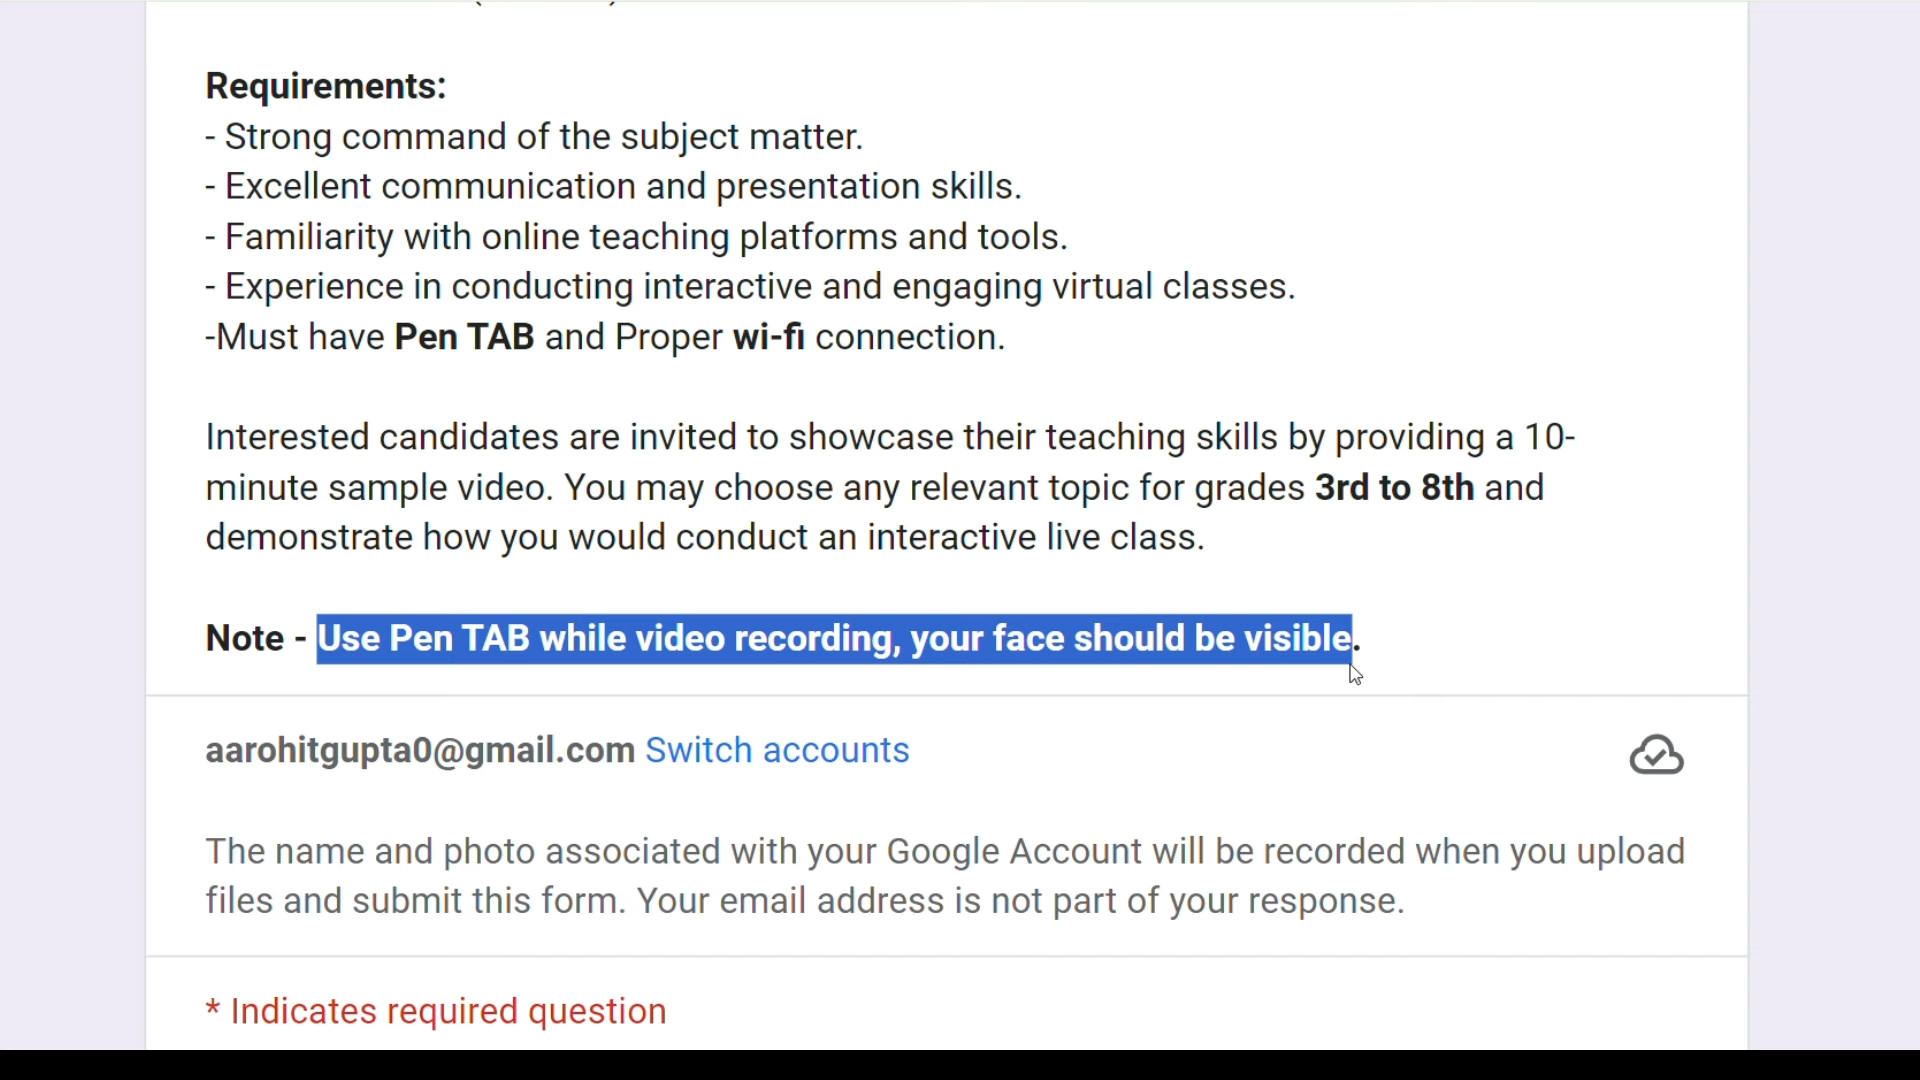 Requirements:
- Strong command of the subject matter.
- Excellent communication and presentation skills.
- Familiarity with online teaching platforms and tools.
- Experience in conducting interactive and engaging virtual classes.
-Must have Pen TAB and Proper wi-fi connection.
Interested candidates are invited to showcase their teaching skills by providing a 10-
minute sample video. You may choose any relevant topic for grades 3rd to 8th and
demonstrate how you would conduct an interactive live class.
Note - Use Pen TAB while video recording, your face should be visible.
aarohitgupta0@gmail.com Switch accounts
The name and photo associated with your Google Account will be recorded when you upload
files and submit this form. Your email address is not part of your response.
* Indicates required question